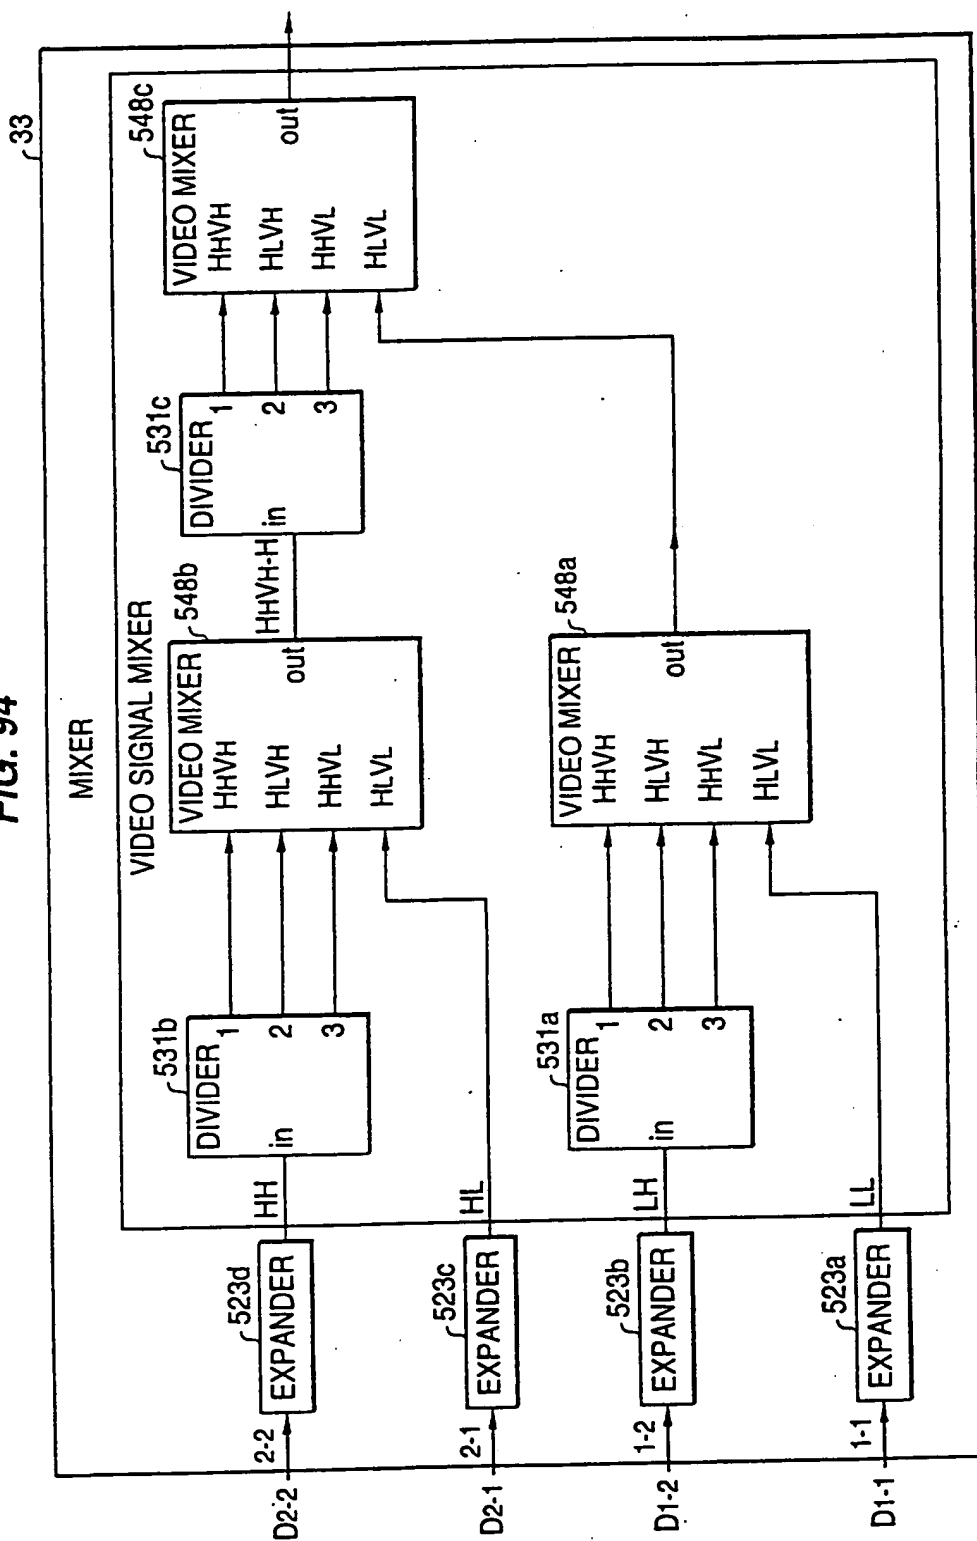 FIG. 94
33
MIXER
VIDEO SIGNAL MIXER
D2-2
2-2
EXPANDER
523d
HH
DIVIDER
531b
in
1
2
3
VIDEO MIXER
548b
HHVH
HLVH
HHVL
HLVL
out
HHVH-H
DIVIDER
531c
in
1
2
3
VIDEO MIXER
548c
HHVH
HLVH
HHVL
HLVL
out
D2-1
2-1
EXPANDER
523c
HL
D1-2
1-2
EXPANDER
523b
LH
DIVIDER
531a
in
1
2
3
VIDEO MIXER
548a
HHVH
HLVH
HHVL
HLVL
out
D1-1
1-1
EXPANDER
523a
LL